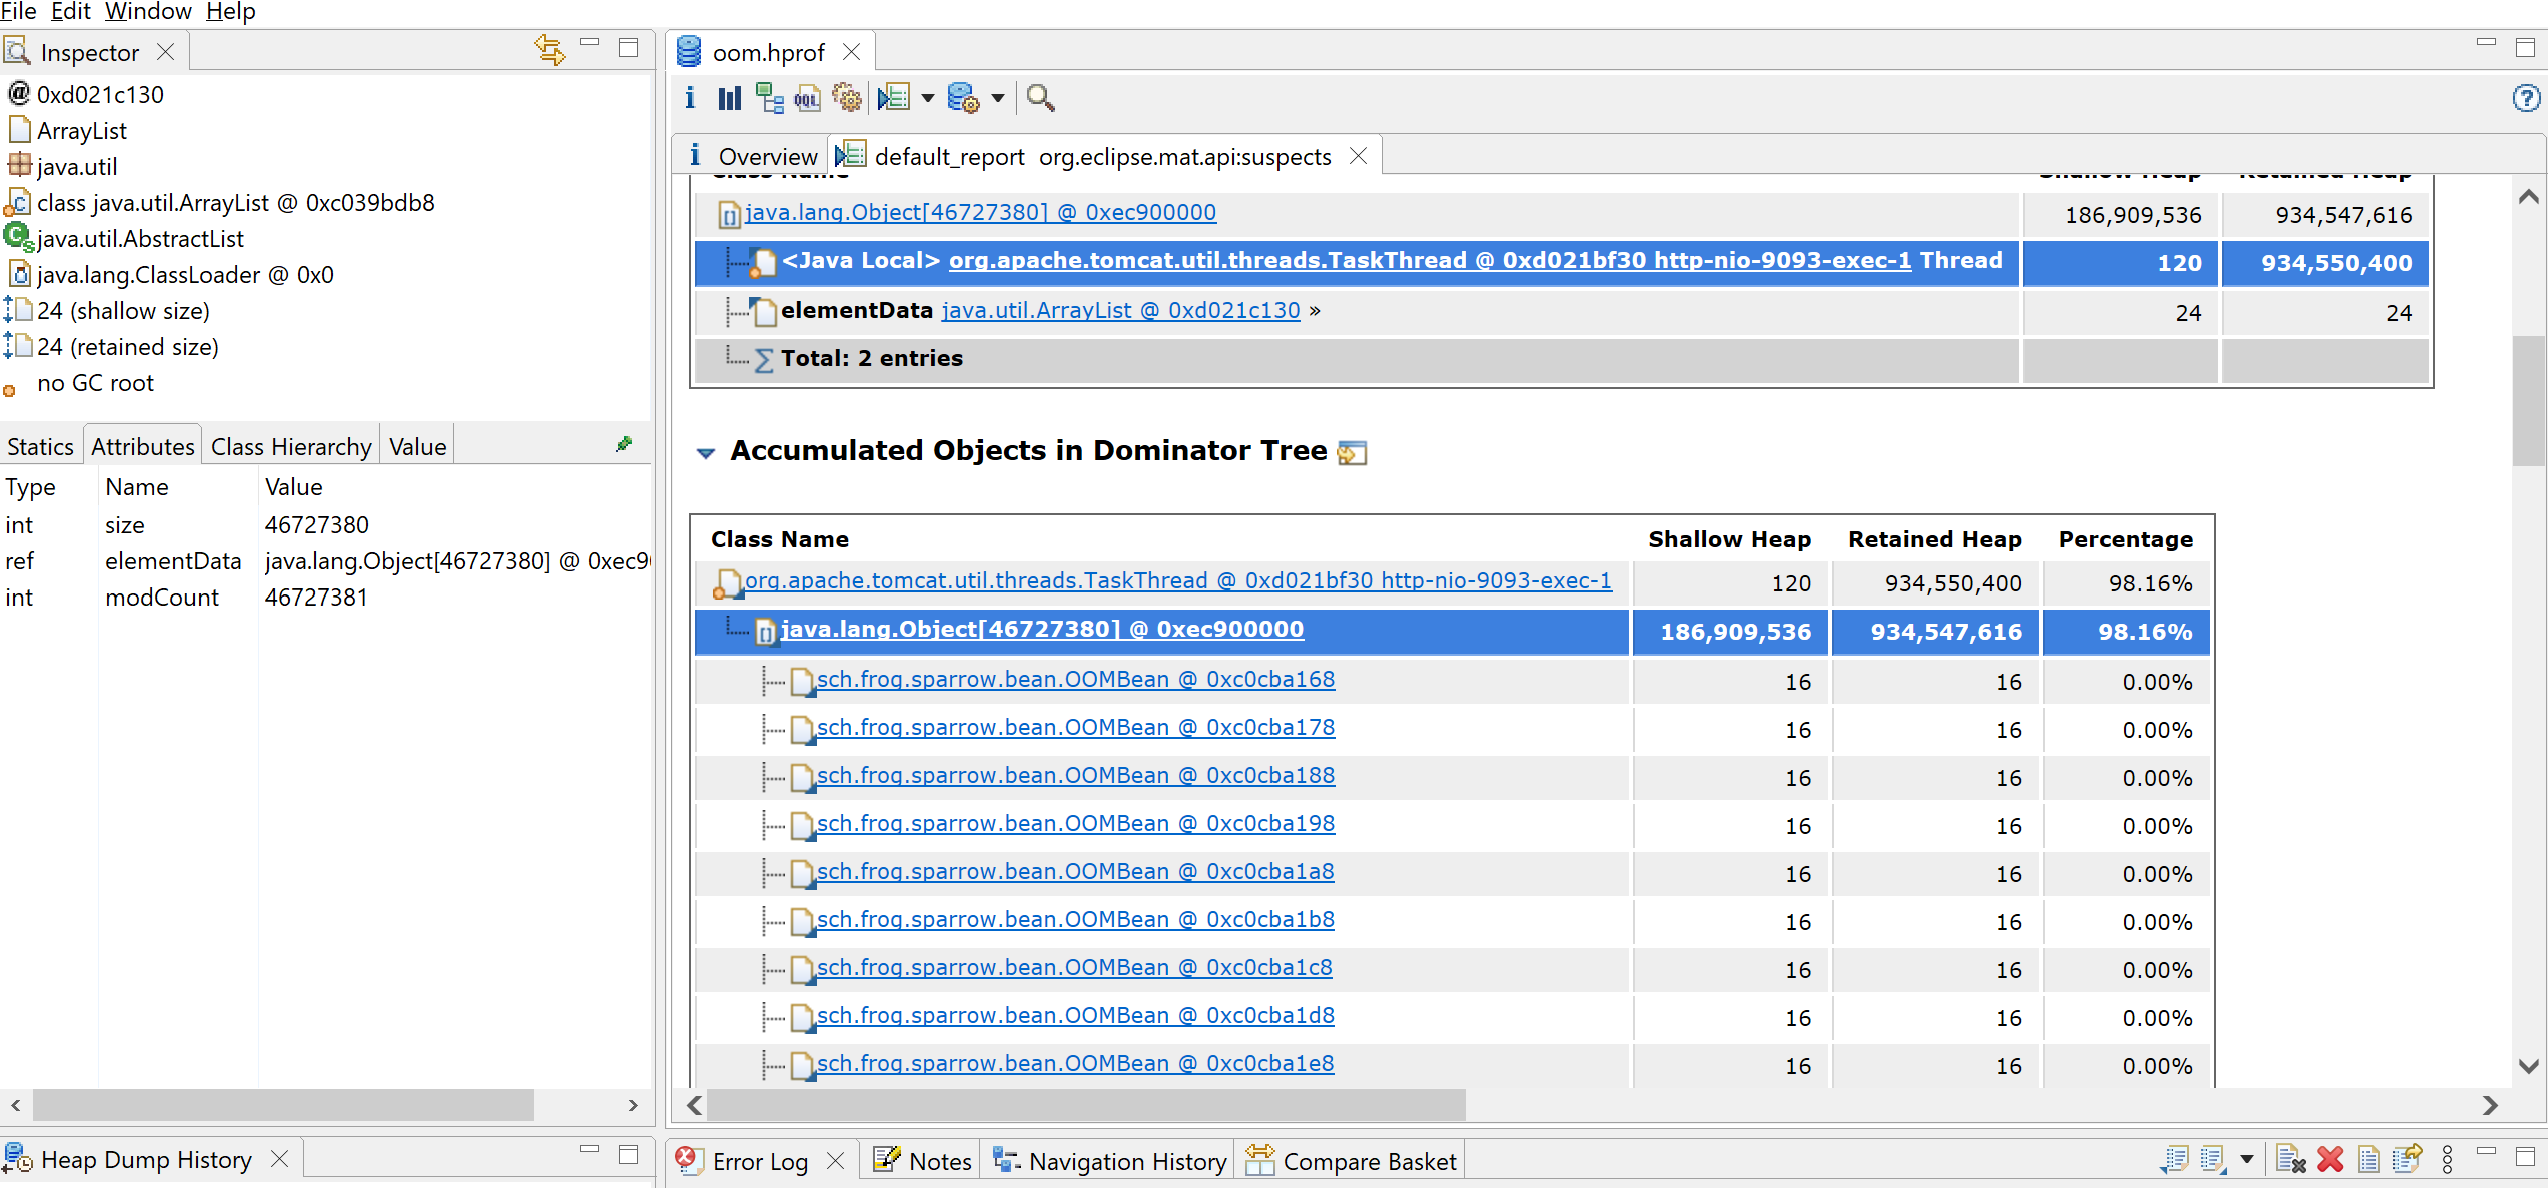 File Edit Window Help
Inspector
0xd021c130
ArrayList
java.util
class java.util.ArrayList @ 0xc039bdb8
java.util.AbstractList
java.lang.ClassLoader @ 0x0
24 (shallow size)
24 (retained size)
no GC root
Statics Attributes Class Hierarchy Value
Type Name Value
int size 46727380
ref elementData java.lang.Object[46727380] @ 0xec9
int modCount 46727381
Heap Dump History
oom.hprof
Overview default_report org.eclipse.mat.api:suspects
Class Name Shallow Heap Retained Heap
java.lang.Object[46727380] @ 0xec900000 186,909,536 934,547,616
<Java Local> org.apache.tomcat.util.threads.TaskThread @ 0xd021bf30 http-nio-9093-exec-1 Thread 120 934,550,400
elementData java.util.ArrayList @ 0xd021c130 » 24 24
Total: 2 entries
Accumulated Objects in Dominator Tree
Class Name Shallow Heap Retained Heap Percentage
org.apache.tomcat.util.threads.TaskThread @ 0xd021bf30 http-nio-9093-exec-1 120 934,550,400 98.16%
java.lang.Object[46727380] @ 0xec900000 186,909,536 934,547,616 98.16%
sch.frog.sparrow.bean.OOMBean @ 0xc0cba168 16 16 0.00%
sch.frog.sparrow.bean.OOMBean @ 0xc0cba178 16 16 0.00%
sch.frog.sparrow.bean.OOMBean @ 0xc0cba188 16 16 0.00%
sch.frog.sparrow.bean.OOMBean @ 0xc0cba198 16 16 0.00%
sch.frog.sparrow.bean.OOMBean @ 0xc0cba1a8 16 16 0.00%
sch.frog.sparrow.bean.OOMBean @ 0xc0cba1b8 16 16 0.00%
sch.frog.sparrow.bean.OOMBean @ 0xc0cba1c8 16 16 0.00%
sch.frog.sparrow.bean.OOMBean @ 0xc0cba1d8 16 16 0.00%
sch.frog.sparrow.bean.OOMBean @ 0xc0cba1e8 16 16 0.00%
Error Log Notes Navigation History Compare Basket